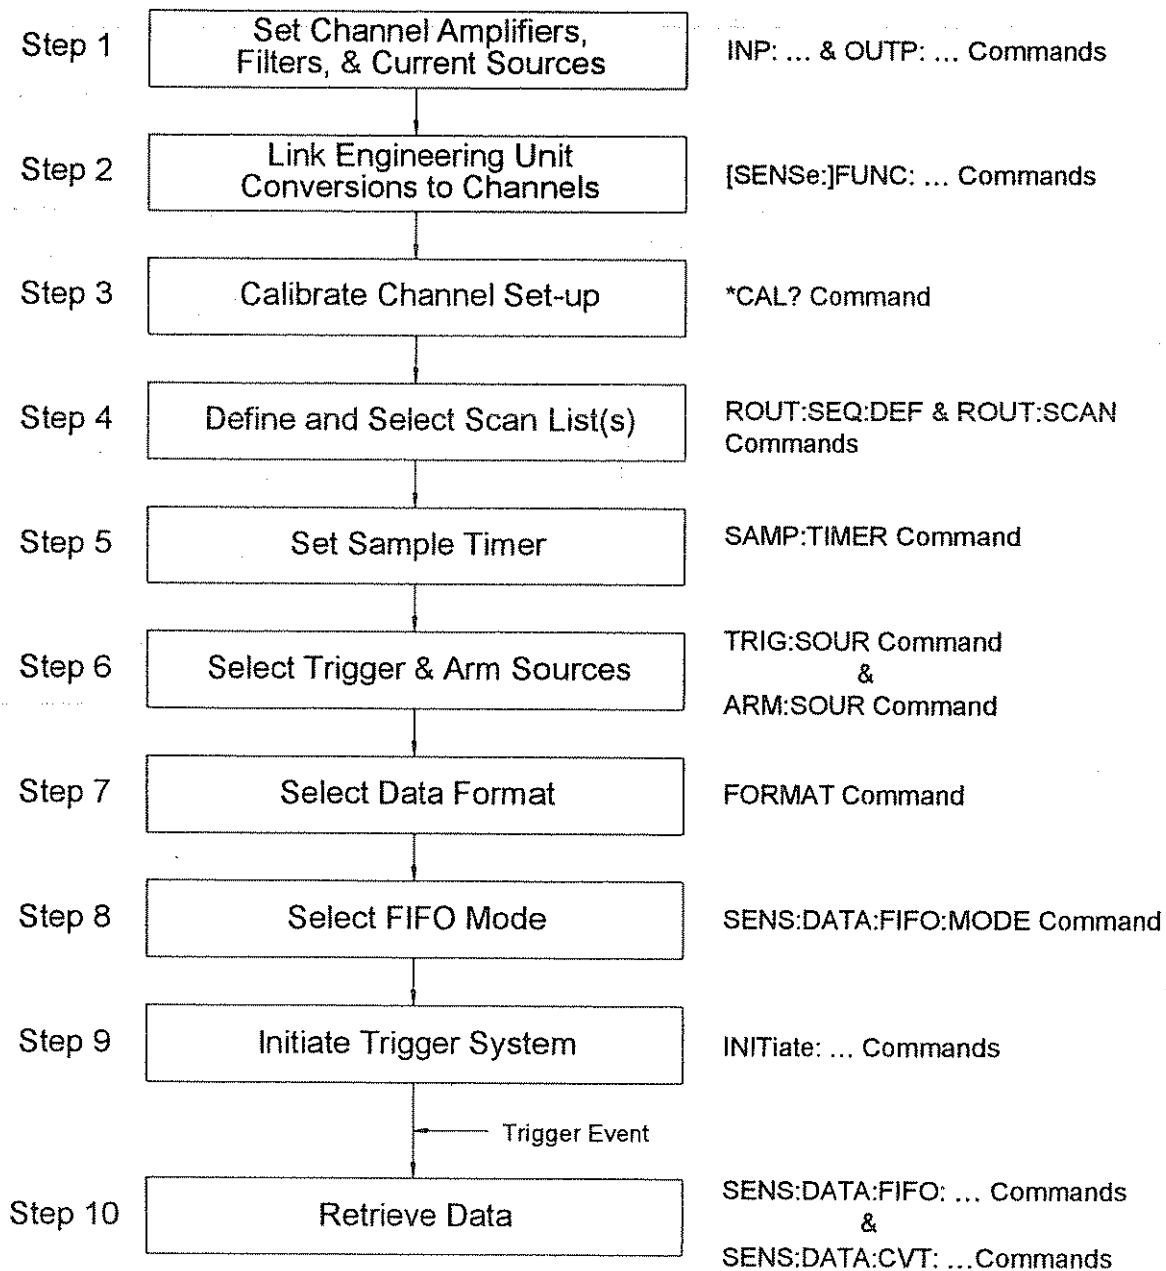 Step 1
Set Channel Amplifiers,
Filters, & Current Sources
INP: ... & OUTP: ... Commands
Step 2
Link Engineering Unit
Conversions to Channels
[SENSe:]FUNC: ... Commands
Step 3
Calibrate Channel Set-up
*CAL? Command
Step 4
Define and Select Scan List(s)
ROUT:SEQ:DEF & ROUT:SCAN
Commands
Step 5
Set Sample Timer
SAMP:TIMER Command
Step 6
Select Trigger & Arm Sources
TRIG:SOUR Command
&
ARM:SOUR Command
Step 7
Select Data Format
FORMAT Command
Step 8
Select FIFO Mode
SENS:DATA:FIFO:MODE Command
Step 9
Initiate Trigger System
INITiate: ... Commands
Trigger Event
Step 10
Retrieve Data
SENS:DATA:FIFO: ... Commands
&
SENS:DATA:CVT: ...Commands